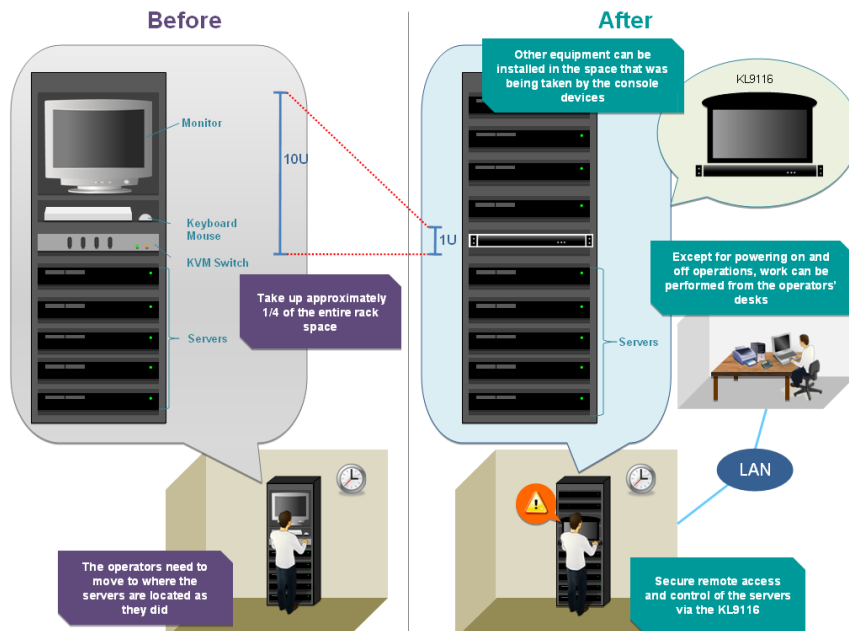 Before
Monitor
10U
Keyboard
Mouse
KVM Switch
Take up approximately
1/4 of the entire rack
space
Servers
The operators need to
move to where the
servers are located as
they did
After
Other equipment can be
installed in the space that was
being taken by the console
devices
KL9116
1U
Except for powering on and
off operations, work can be
performed from the operators'
desks
Servers
LAN
Secure remote access
and control of the servers
via the KL9116